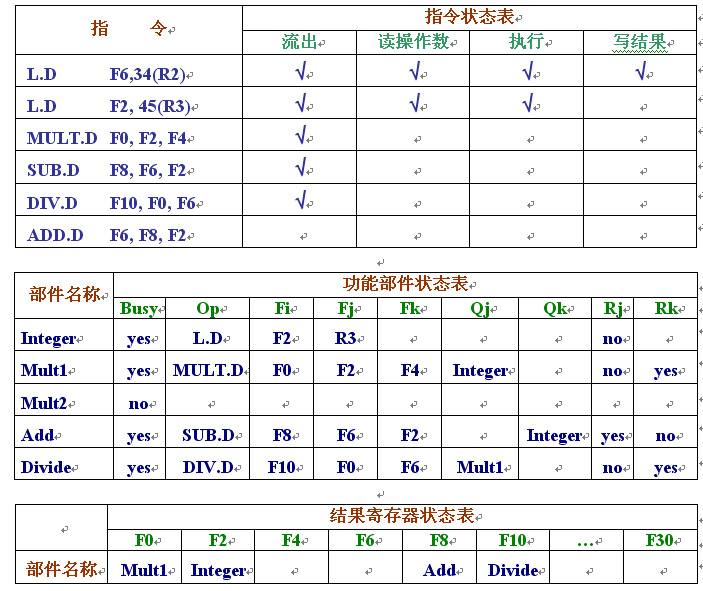 指令状态表
指 令
流出 读操作数 执行 写结果
L.D F6,34(R2) √ √ √ √
L.D F2, 45(R3) √ √ √
MULT.D F0, F2, F4 √
SUB.D F8, F6, F2 √
DIV.D F10, F0, F6 √
ADD.D F6, F8, F2
功能部件状态表
部件名称
Busy Op Fi Fj Fk Qj Qk Rj Rk
Integer yes L.D F2 R3 no
Mult1 yes MULT.D F0 F2 F4 Integer no yes
Mult2 no
Add yes SUB.D F8 F6 F2 Integer yes no
Divide yes DIV.D F10 F0 F6 Mult1 no yes
结果寄存器状态表
F0 F2 F4 F6 F8 F10 … F30
部件名称 Mult1 Integer Add Divide